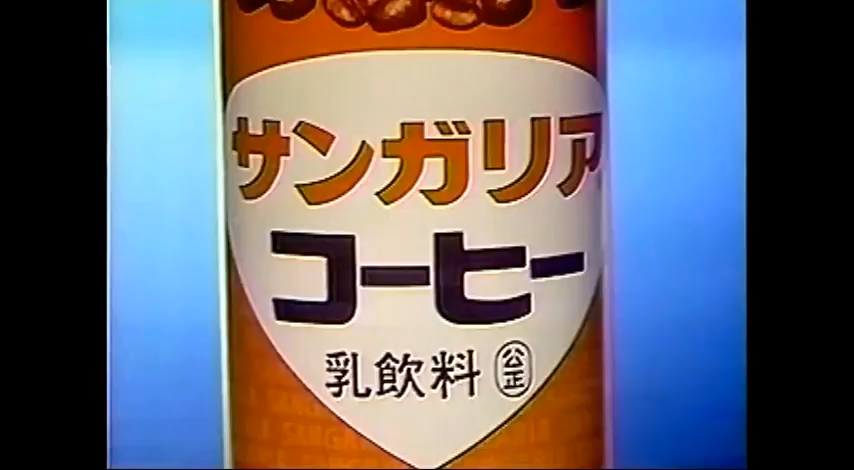 サンガリア
コーヒー
乳飲料 公正